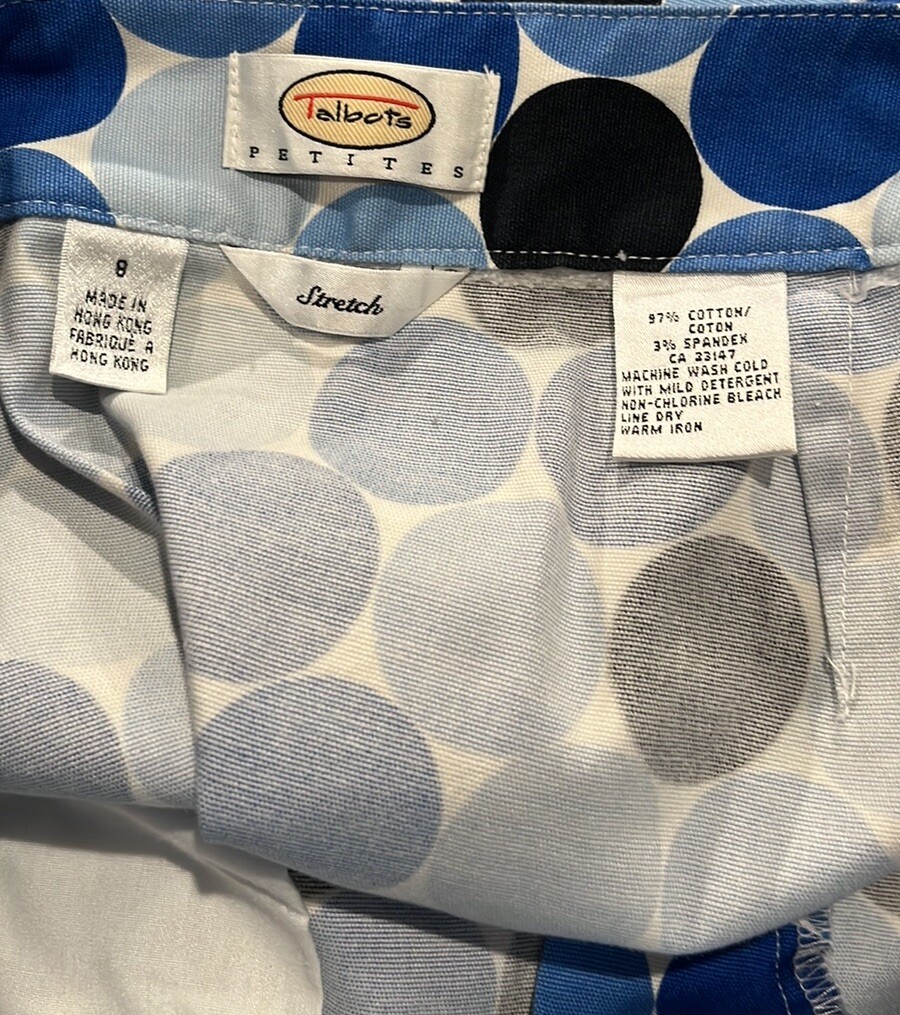 Talbots
PETITES
8
MADE IN
HONG KONG
FABRIQUE A
HONG KONG
Stretch
97% COTTON/
COTON
3% SPANDEX
CA 33147
MACHINE WASH COLD
WITH MILD DETERGENT
NON-CHLORINE BLEACH
LINE DRY
WARM IRON